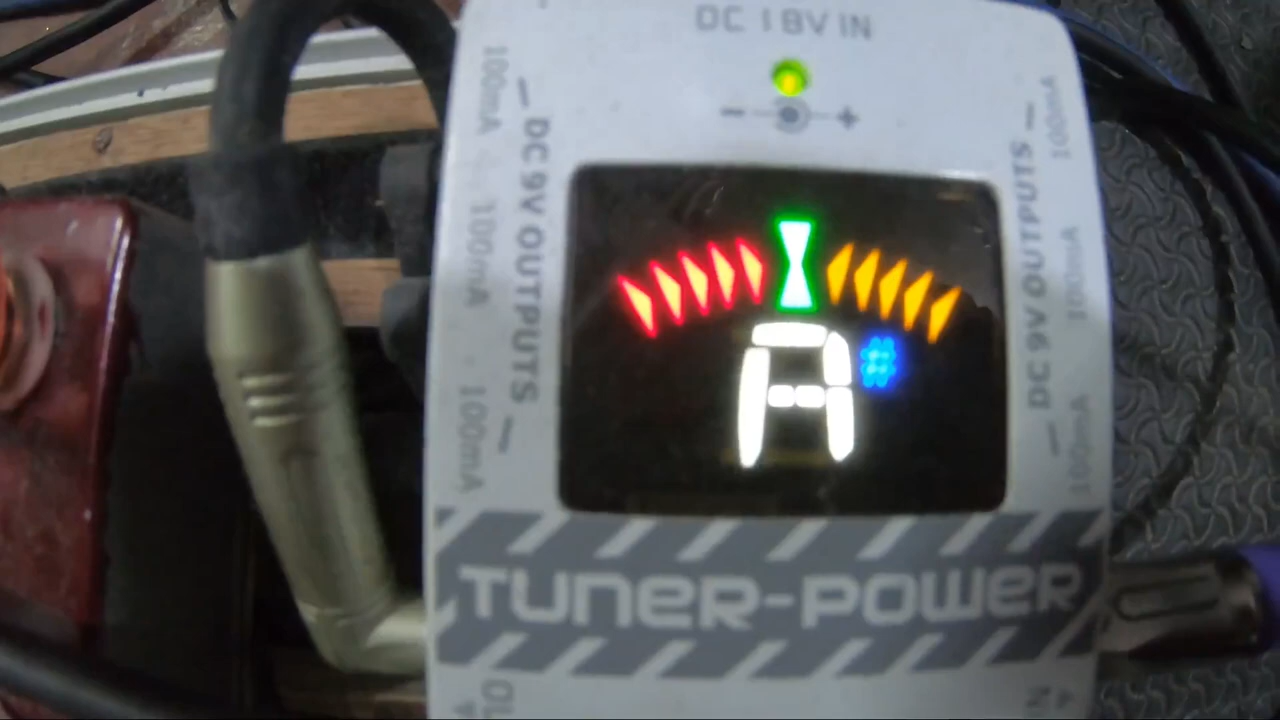 DC 18V IN
- +
100mA
100mA
100mA
DC 9V OUTPUTS
A #
DC 9V OUTPUTS
100mA
100mA
100mA
TUNER-POWER